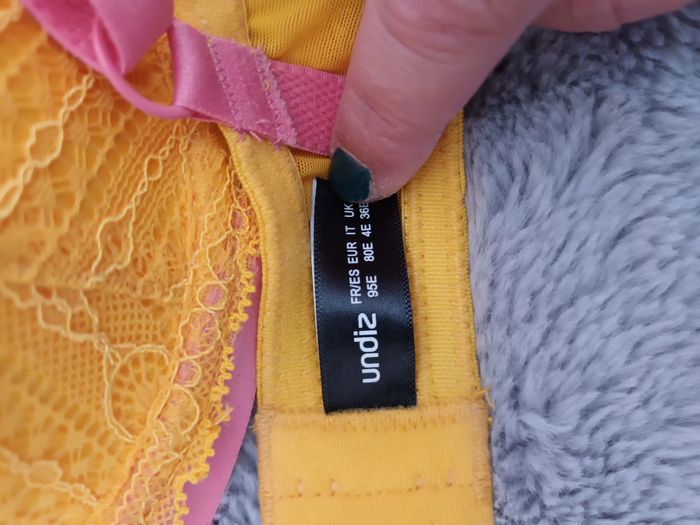 undiz
FR/ES EUR IT UK
95E 80E 4E 36E